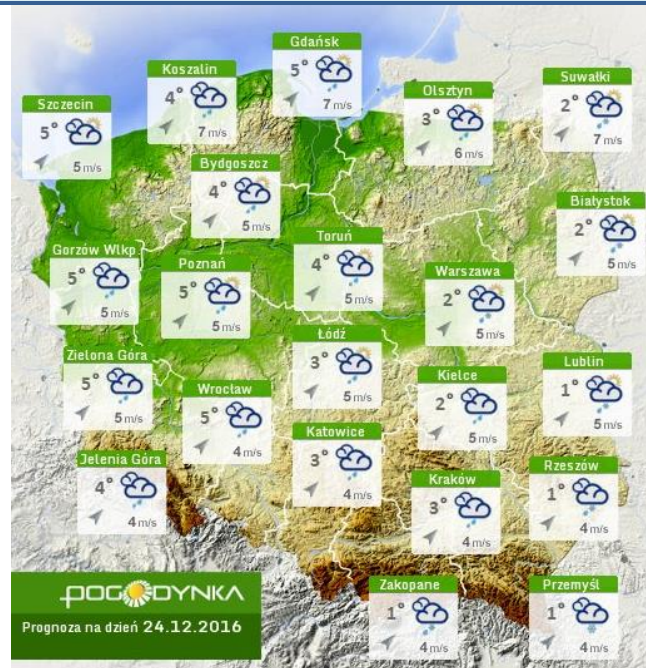 Gdańsk
5°
7 m/s
Koszalin
4°
7 m/s
Szczecin
5°
5 m/s
Olsztyn
3°
6 m/s
Suwałki
2°
7 m/s
Bydgoszcz
4°
5 m/s
Białystok
2°
5 m/s
Gorzów Wlkp
5°
5 m/s
Poznań
5°
5 m/s
Toruń
4°
5 m/s
Warszawa
2°
5 m/s
Zielona Góra
5°
5 m/s
Wrocław
5°
4 m/s
Łódź
3°
5 m/s
Kielce
2°
5 m/s
Lublin
1°
5 m/s
Jelenia Góra
4°
4 m/s
Katowice
3°
4 m/s
Kraków
3°
4 m/s
Rzeszów
1°
4 m/s
Zakopane
1°
4 m/s
Przemyśl
1°
4 m/s
POGODYNKA
Prognoza na dzień 24.12.2016